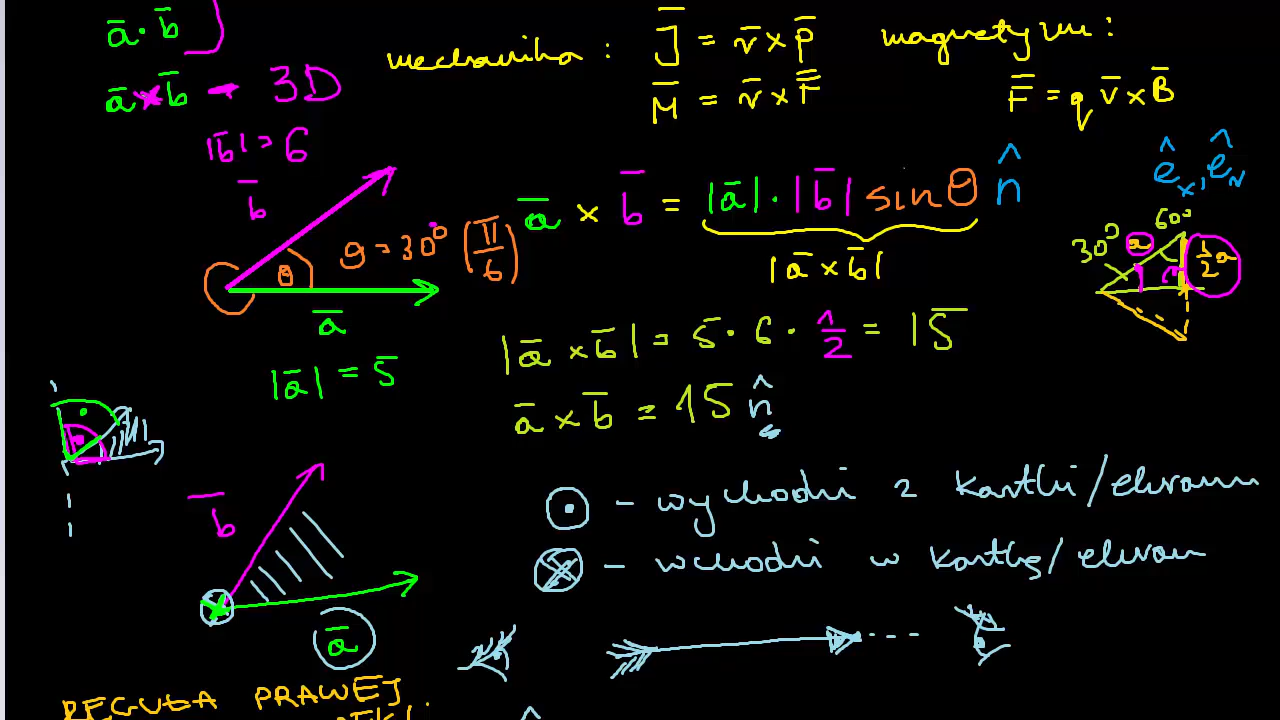 a̅ · b̅
a̅ × b̅ → 3D
mechanika : J̅ = r̅ × p̅
M̅ = r̅ × F̅
magnetyzm :
F̅ = q v̅ × B̅
|b̅| = 6
b̅
θ
θ = 30° (π/6)
a̅
|a̅| = 5
a̅ × b̅ = |a̅| · |b̅| sin θ n̂
|a̅ × b̅|
ê_x,
30°
60°
a
1/2 a
|a̅ × b̅| = 5 · 6 · 1/2 = 15
a̅ × b̅ = 15 n̂
b̅
a̅
⊙ - wychodzi z kartki/ekranu
⊗ - wchodzi w kartkę/ekran
REGUŁA PRAWEJ